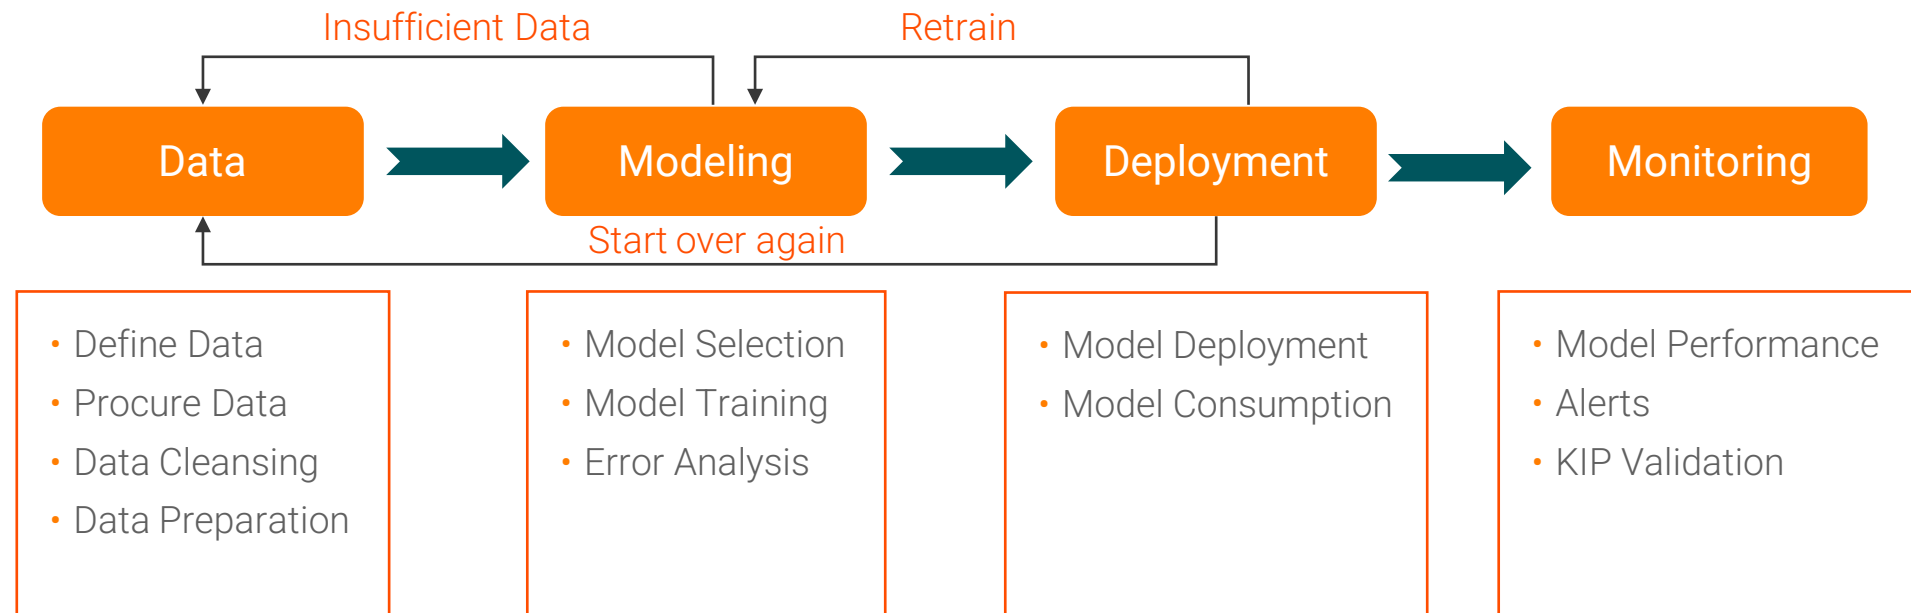 Insufficient Data
Retrain
Data
Modeling
Deployment
Monitoring
Start over again
• Define Data
• Procure Data
• Data Cleansing
• Data Preparation
• Model Selection
• Model Training
• Error Analysis
• Model Deployment
• Model Consumption
• Model Performance
• Alerts
• KIP Validation